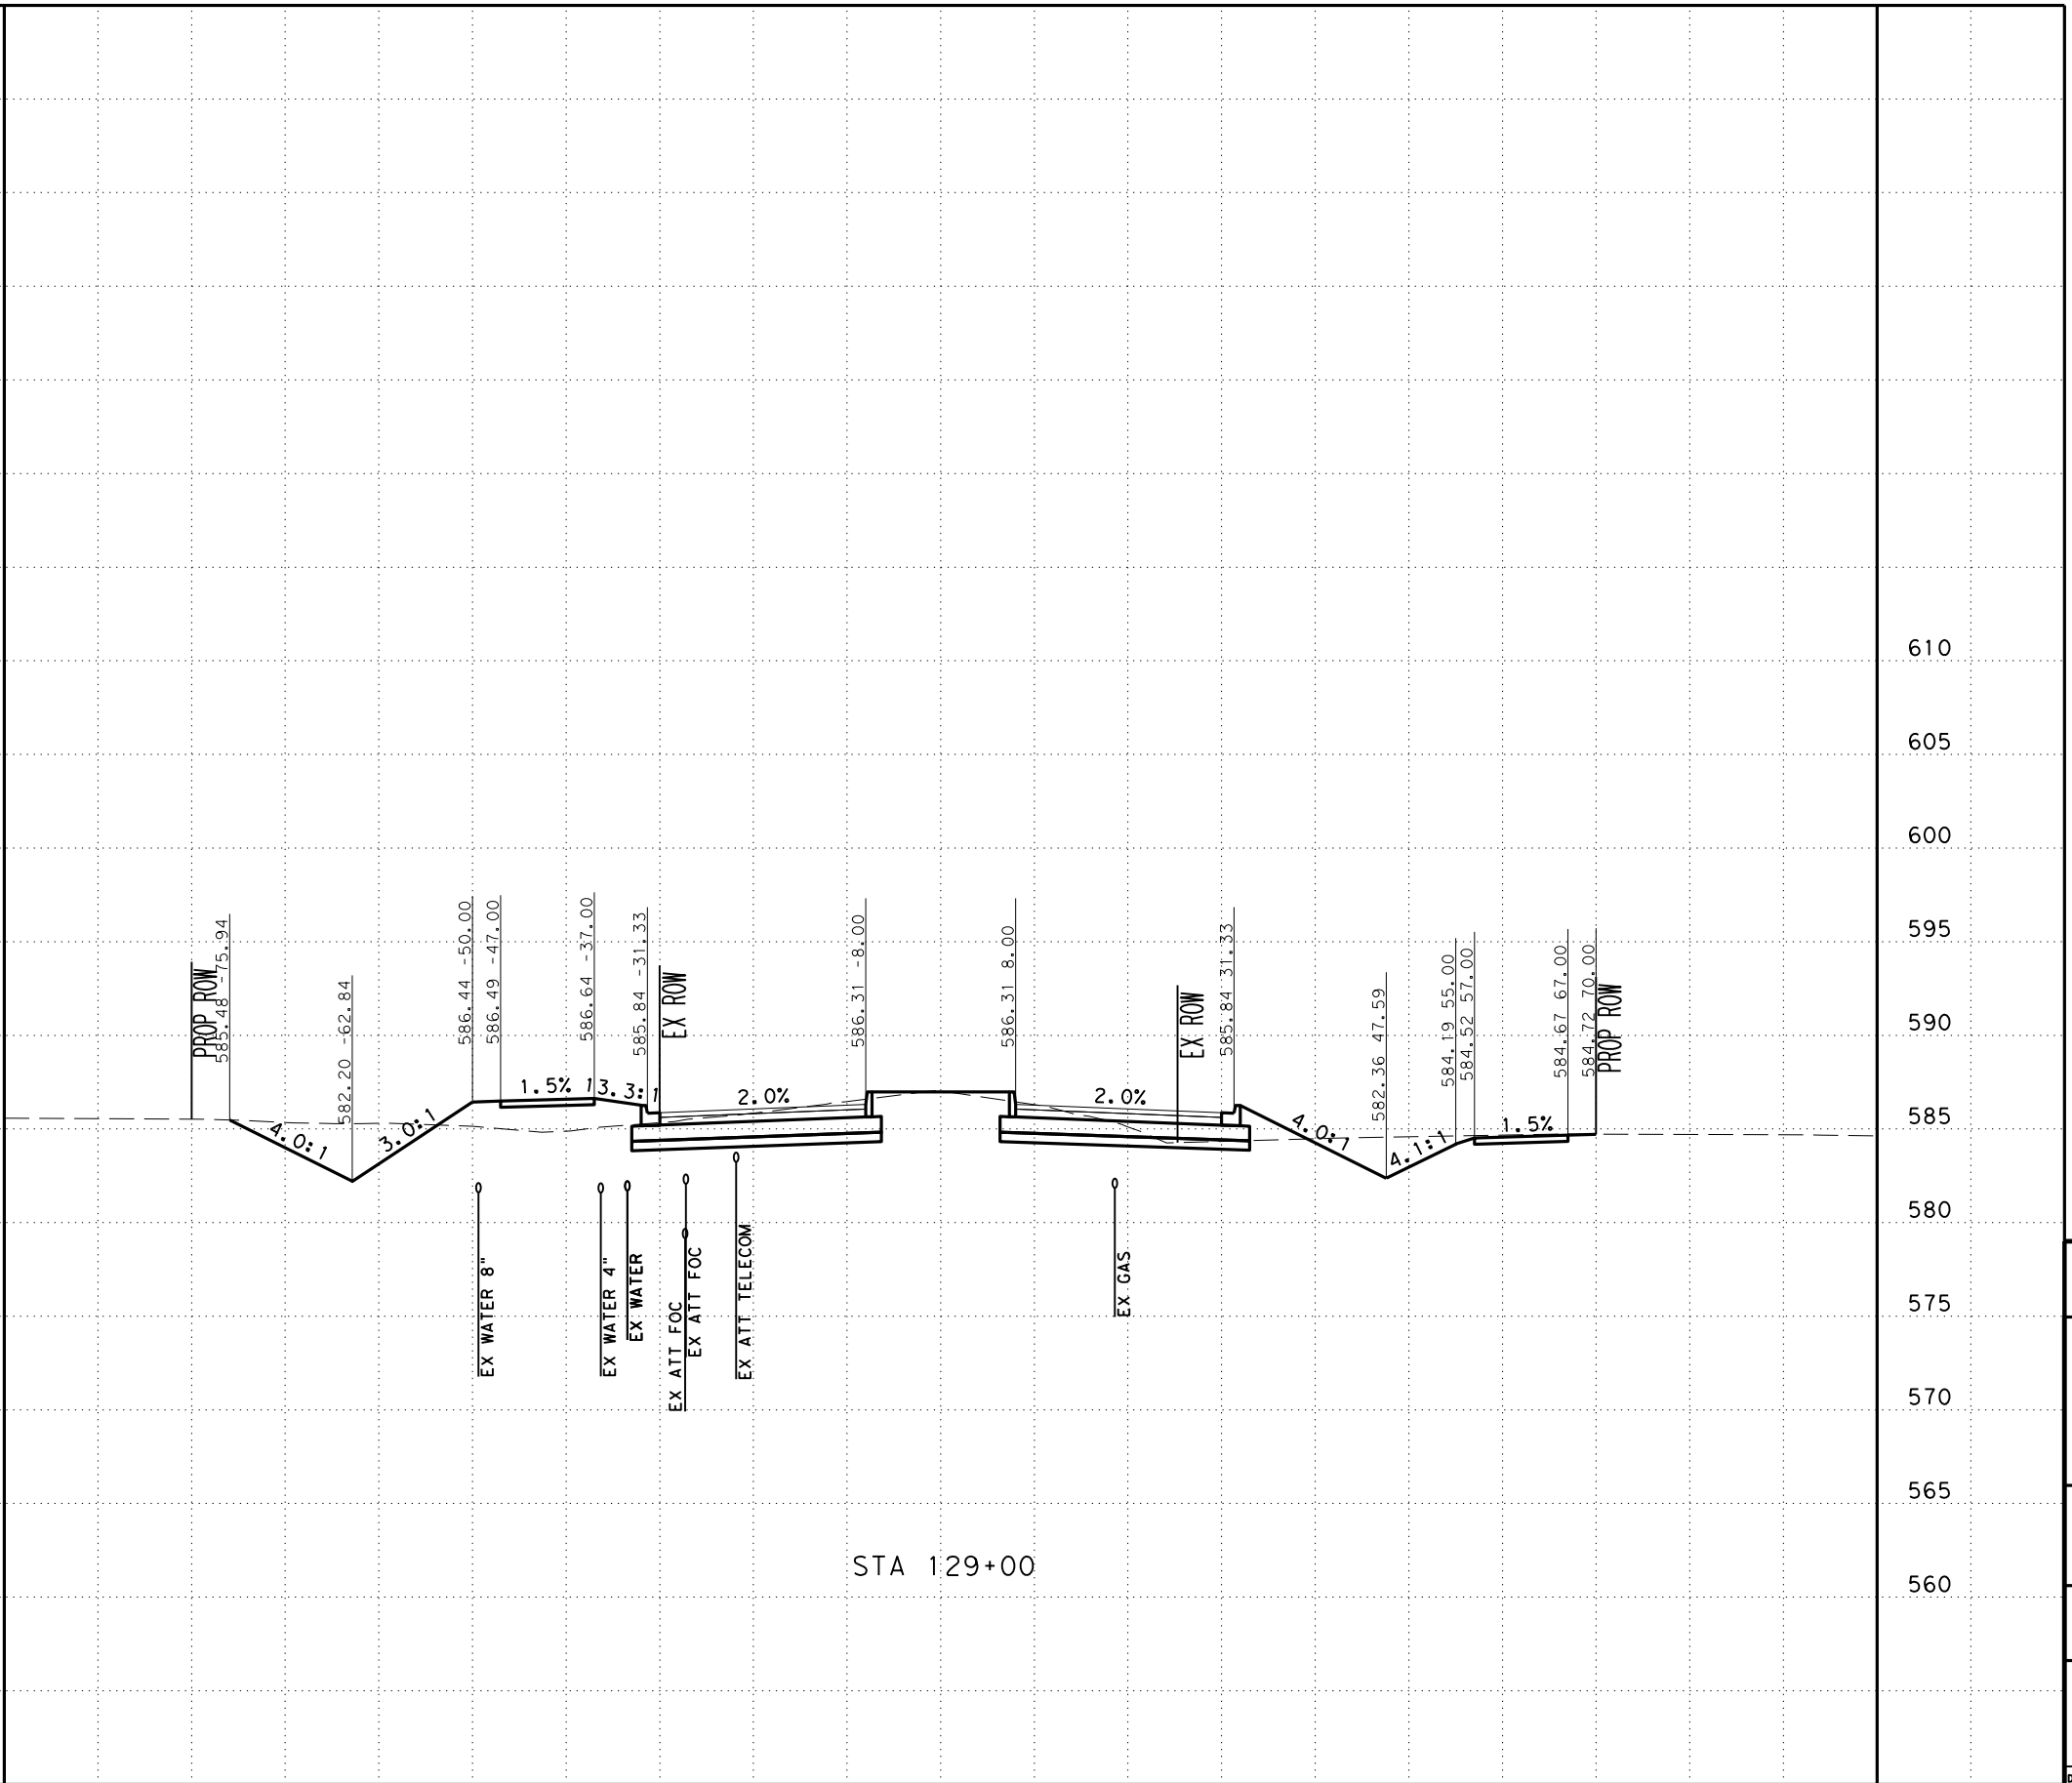 610
605
600
595
590
585
580
575
570
565
560
PROP ROW
585.48 -75.94
582.20 -62.84
586.44 -50.00
586.49 -47.00
586.64 -37.00
585.84 -31.33
EX ROW
586.31 -8.00
586.31 8.00
EX ROW
585.84 31.33
582.36 47.59
584.19 55.00
584.52 57.00
584.67 67.00
584.72 70.00
PROP ROW
4.0:1
3.0:1
1.5%
13.3:1
2.0%
2.0%
4.0:1
4.1:1
1.5%
EX WATER 8"
EX WATER 4"
EX WATER
EX ATT FOC
EX ATT FOC
EX ATT TELECOM
EX GAS
STA 129+00